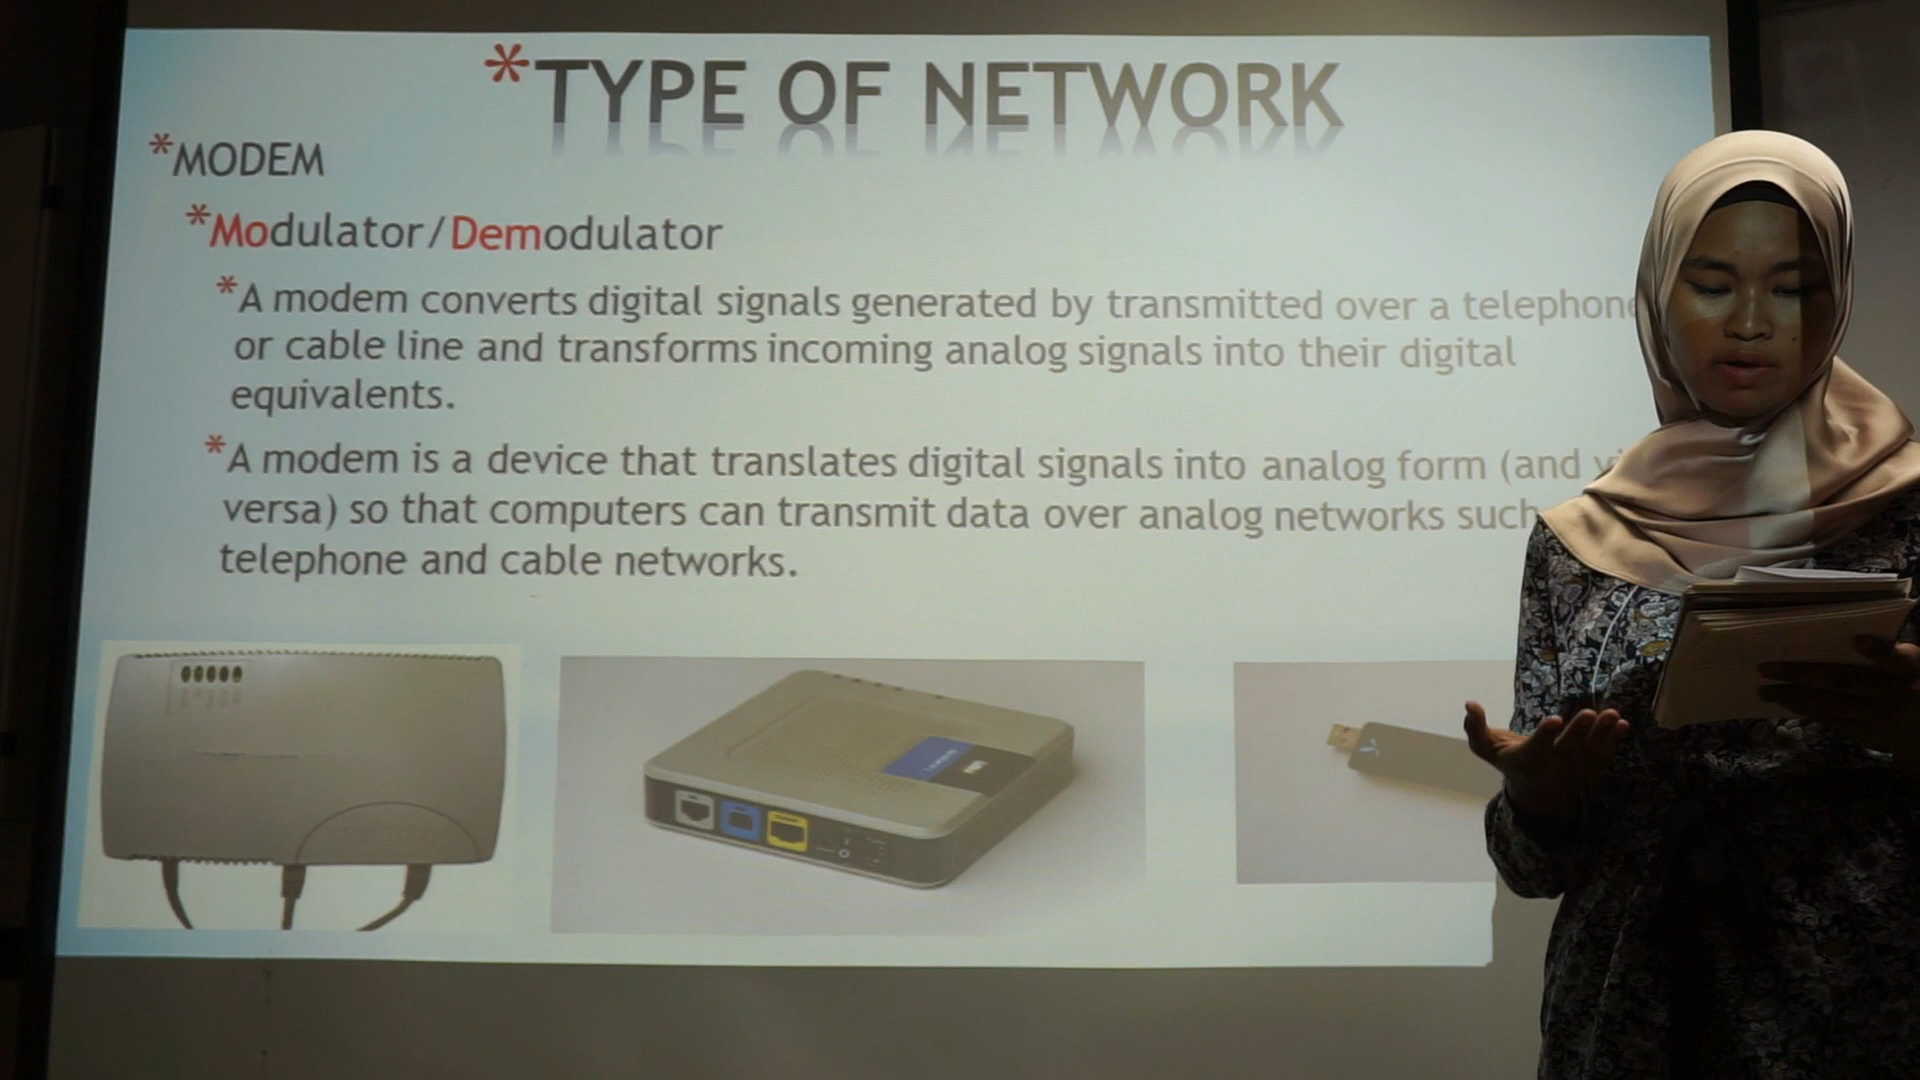 *TYPE OF NETWORK
*MODEM
*Modulator/Demodulator
*A modem converts digital signals generated by transmitted over a telephone
or cable line and transforms incoming analog signals into their digital
equivalents.
*A modem is a device that translates digital signals into analog form (and
versa) so that computers can transmit data over analog networks such
telephone and cable networks.